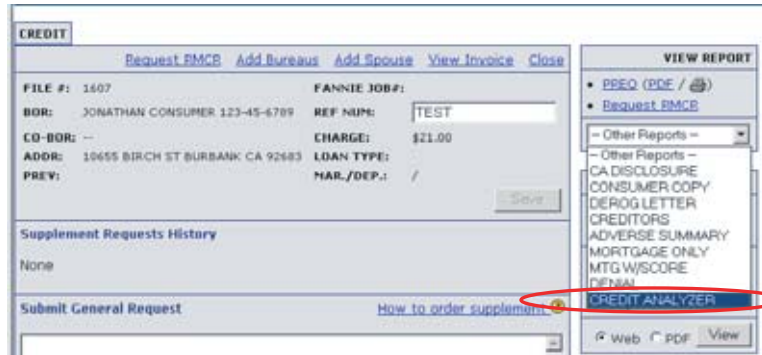 CREDIT
Request RMCR Add Bureaus Add Spouse View Invoice Close
FILE #: 1607 FANNIE JOB#:
BOR: JONATHAN CONSUMER 123-45-6789 REF NUM: TEST
CO-BOR: -- CHARGE: $21.00
ADDR: 10655 BIRCH ST BURBANK CA 92683 LOAN TYPE:
PREV: MAR./DEP.: /
Save
Supplement Requests History
None
Submit General Request How to order supplement
VIEW REPORT
• PREQ (PDF / )
• Request RMCR
-- Other Reports --
-- Other Reports --
CA DISCLOSURE
CONSUMER COPY
DEROG LETTER
CREDITORS
ADVERSE SUMMARY
MORTGAGE ONLY
MTG W/SCORE
DENIAL
CREDIT ANALYZER
Web PDF View